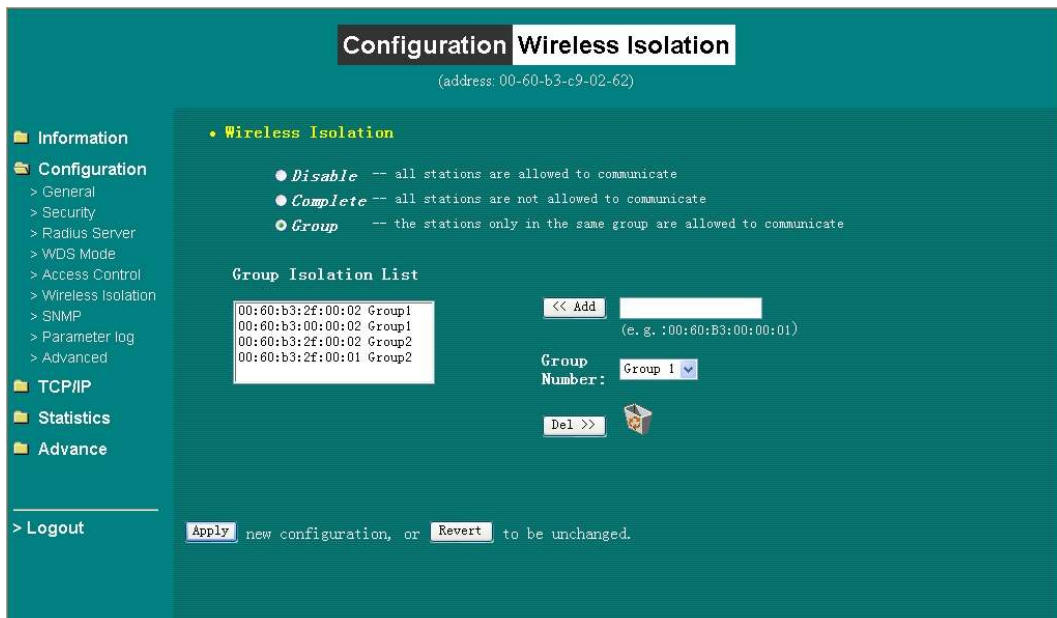 Configuration Wireless Isolation
(address: 00-60-b3-c9-02-62)
Information
Configuration
> General
> Security
> Radius Server
> WDS Mode
> Access Control
> Wireless Isolation
> SNMP
> Parameter log
> Advanced
TCP/IP
Statistics
Advance
> Logout
• Wireless Isolation
Disable -- all stations are allowed to communicate
Complete -- all stations are not allowed to communicate
Group -- the stations only in the same group are allowed to communicate
Group Isolation List
00:60:b3:2f:00:02 Group1
00:60:b3:00:00:02 Group1
00:60:b3:00:00:02 Group2
00:60:b3:2f:00:01 Group2
<< Add
(e.g.:00:60:B3:00:00:01)
Group Number: Group 1
Del >>
Apply new configuration, or Revert to be unchanged.